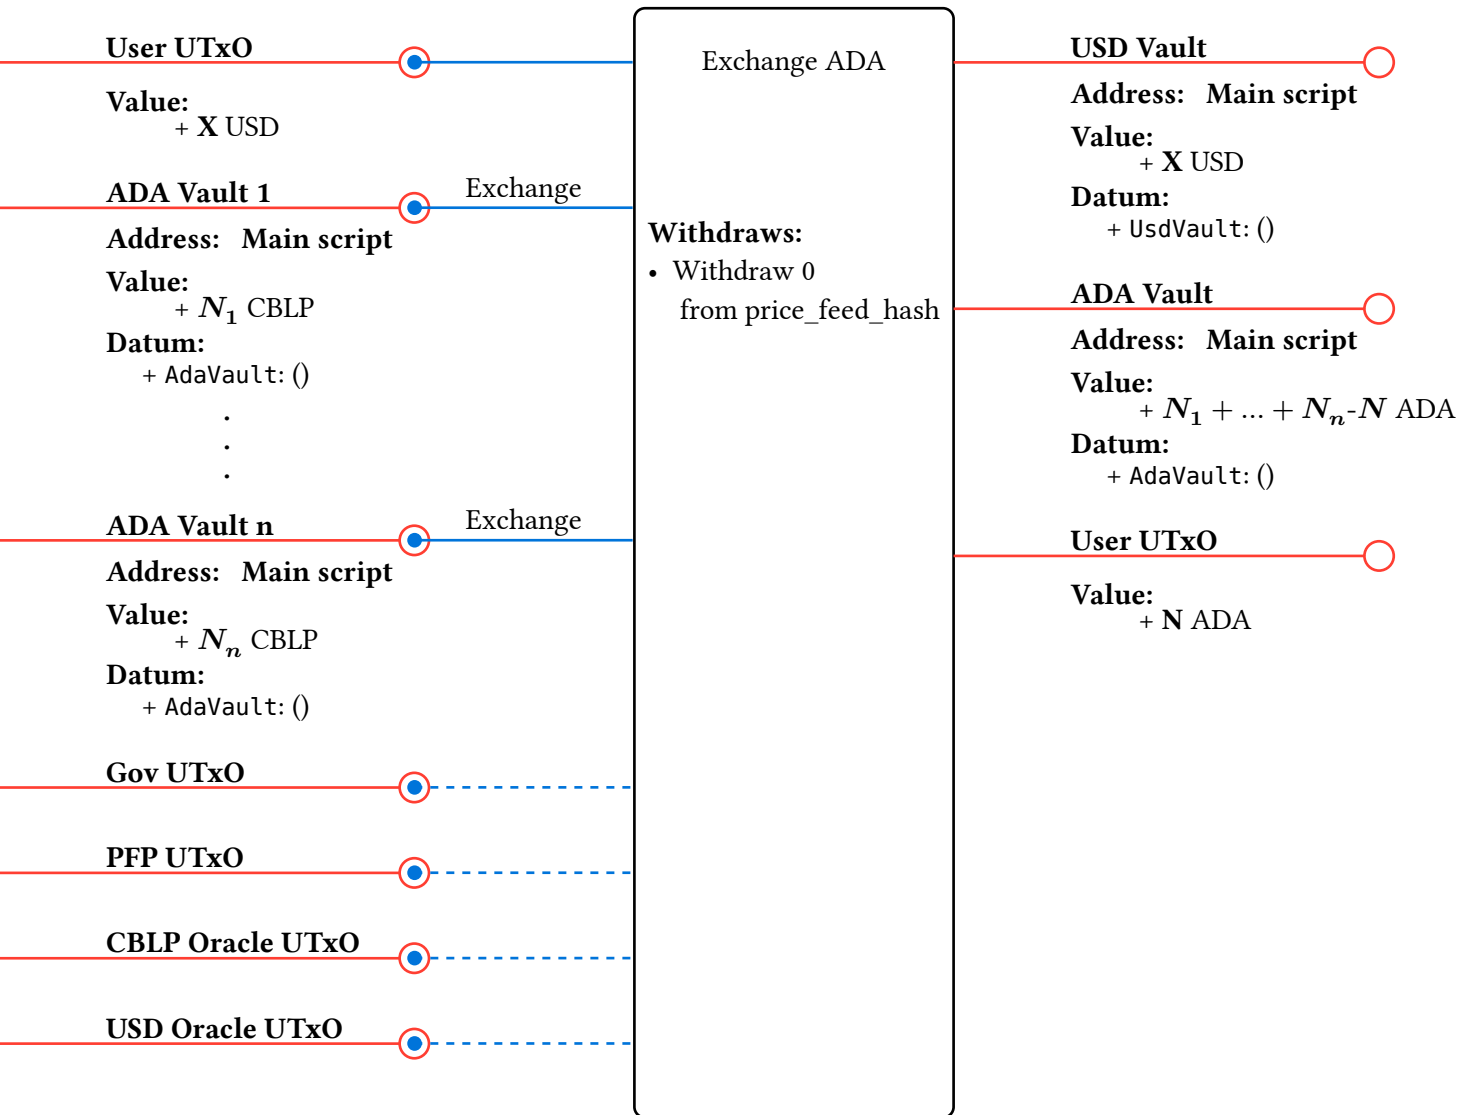 User UTxO
Value:
+ X USD
ADA Vault 1
Exchange
Address: Main script
Value:
+ N₁ CBLP
Datum:
+ AdaVault: ()
.
.
.
ADA Vault n
Exchange
Address: Main script
Value:
+ Nₙ CBLP
Datum:
+ AdaVault: ()
Gov UTxO
PFP UTxO
CBLP Oracle UTxO
USD Oracle UTxO
Exchange ADA
Withdraws:
• Withdraw 0
from price_feed_hash
USD Vault
Address: Main script
Value:
+ X USD
Datum:
+ UsdVault: ()
ADA Vault
Address: Main script
Value:
+ N₁ + ... + Nₙ-N ADA
Datum:
+ AdaVault: ()
User UTxO
Value:
+ N ADA